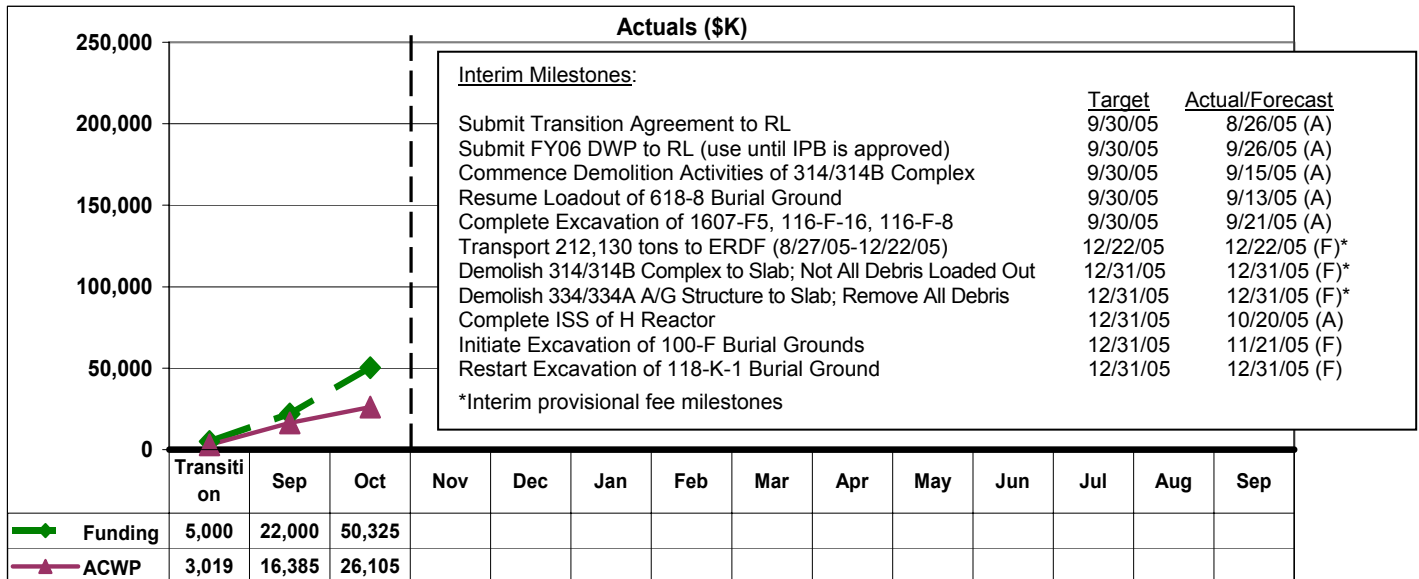 Actuals ($K)
250,000
200,000
150,000
100,000
50,000
0
Interim Milestones:
Target Actual/Forecast
Submit Transition Agreement to RL 9/30/05 8/26/05 (A)
Submit FY06 DWP to RL (use until IPB is approved) 9/30/05 9/26/05 (A)
Commence Demolition Activities of 314/314B Complex 9/30/05 9/15/05 (A)
Resume Loadout of 618-8 Burial Ground 9/30/05 9/13/05 (A)
Complete Excavation of 1607-F5, 116-F-16, 116-F-8 9/30/05 9/21/05 (A)
Transport 212,130 tons to ERDF (8/27/05-12/22/05) 12/22/05 12/22/05 (F)*
Demolish 314/314B Complex to Slab; Not All Debris Loaded Out 12/31/05 12/31/05 (F)*
Demolish 334/334A A/G Structure to Slab; Remove All Debris 12/31/05 12/31/05 (F)*
Complete ISS of H Reactor 12/31/05 10/20/05 (A)
Initiate Excavation of 100-F Burial Grounds 12/31/05 11/21/05 (F)
Restart Excavation of 118-K-1 Burial Ground 12/31/05 12/31/05 (F)
*Interim provisional fee milestones
Transiti
on Sep Oct Nov Dec Jan Feb Mar Apr May Jun Jul Aug Sep
Funding 5,000 22,000 50,325
ACWP 3,019 16,385 26,105